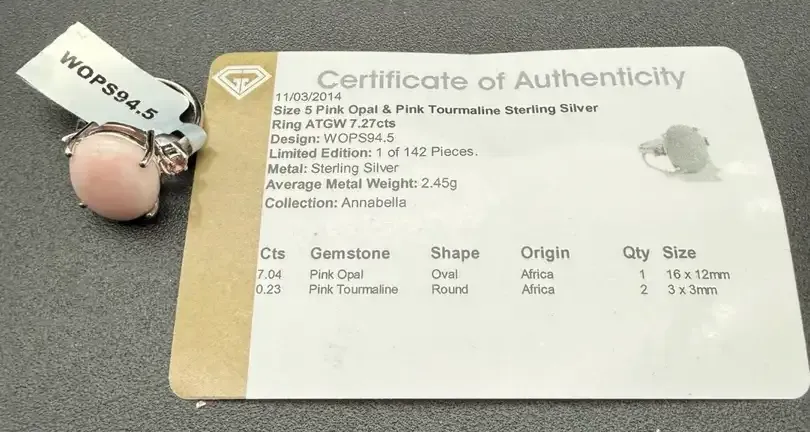 WOPS94.5
Certificate of Authenticity
11/03/2014
Size 5 Pink Opal & Pink Tourmaline Sterling Silver
Ring ATGW 7.27cts
Design: WOPS94.5
Limited Edition: 1 of 142 Pieces.
Metal: Sterling Silver
Average Metal Weight: 2.45g
Collection: Annabella
Cts Gemstone Shape Origin Qty Size
7.04 Pink Opal Oval Africa 1 16 x 12mm
0.23 Pink Tourmaline Round Africa 2 3 x 3mm